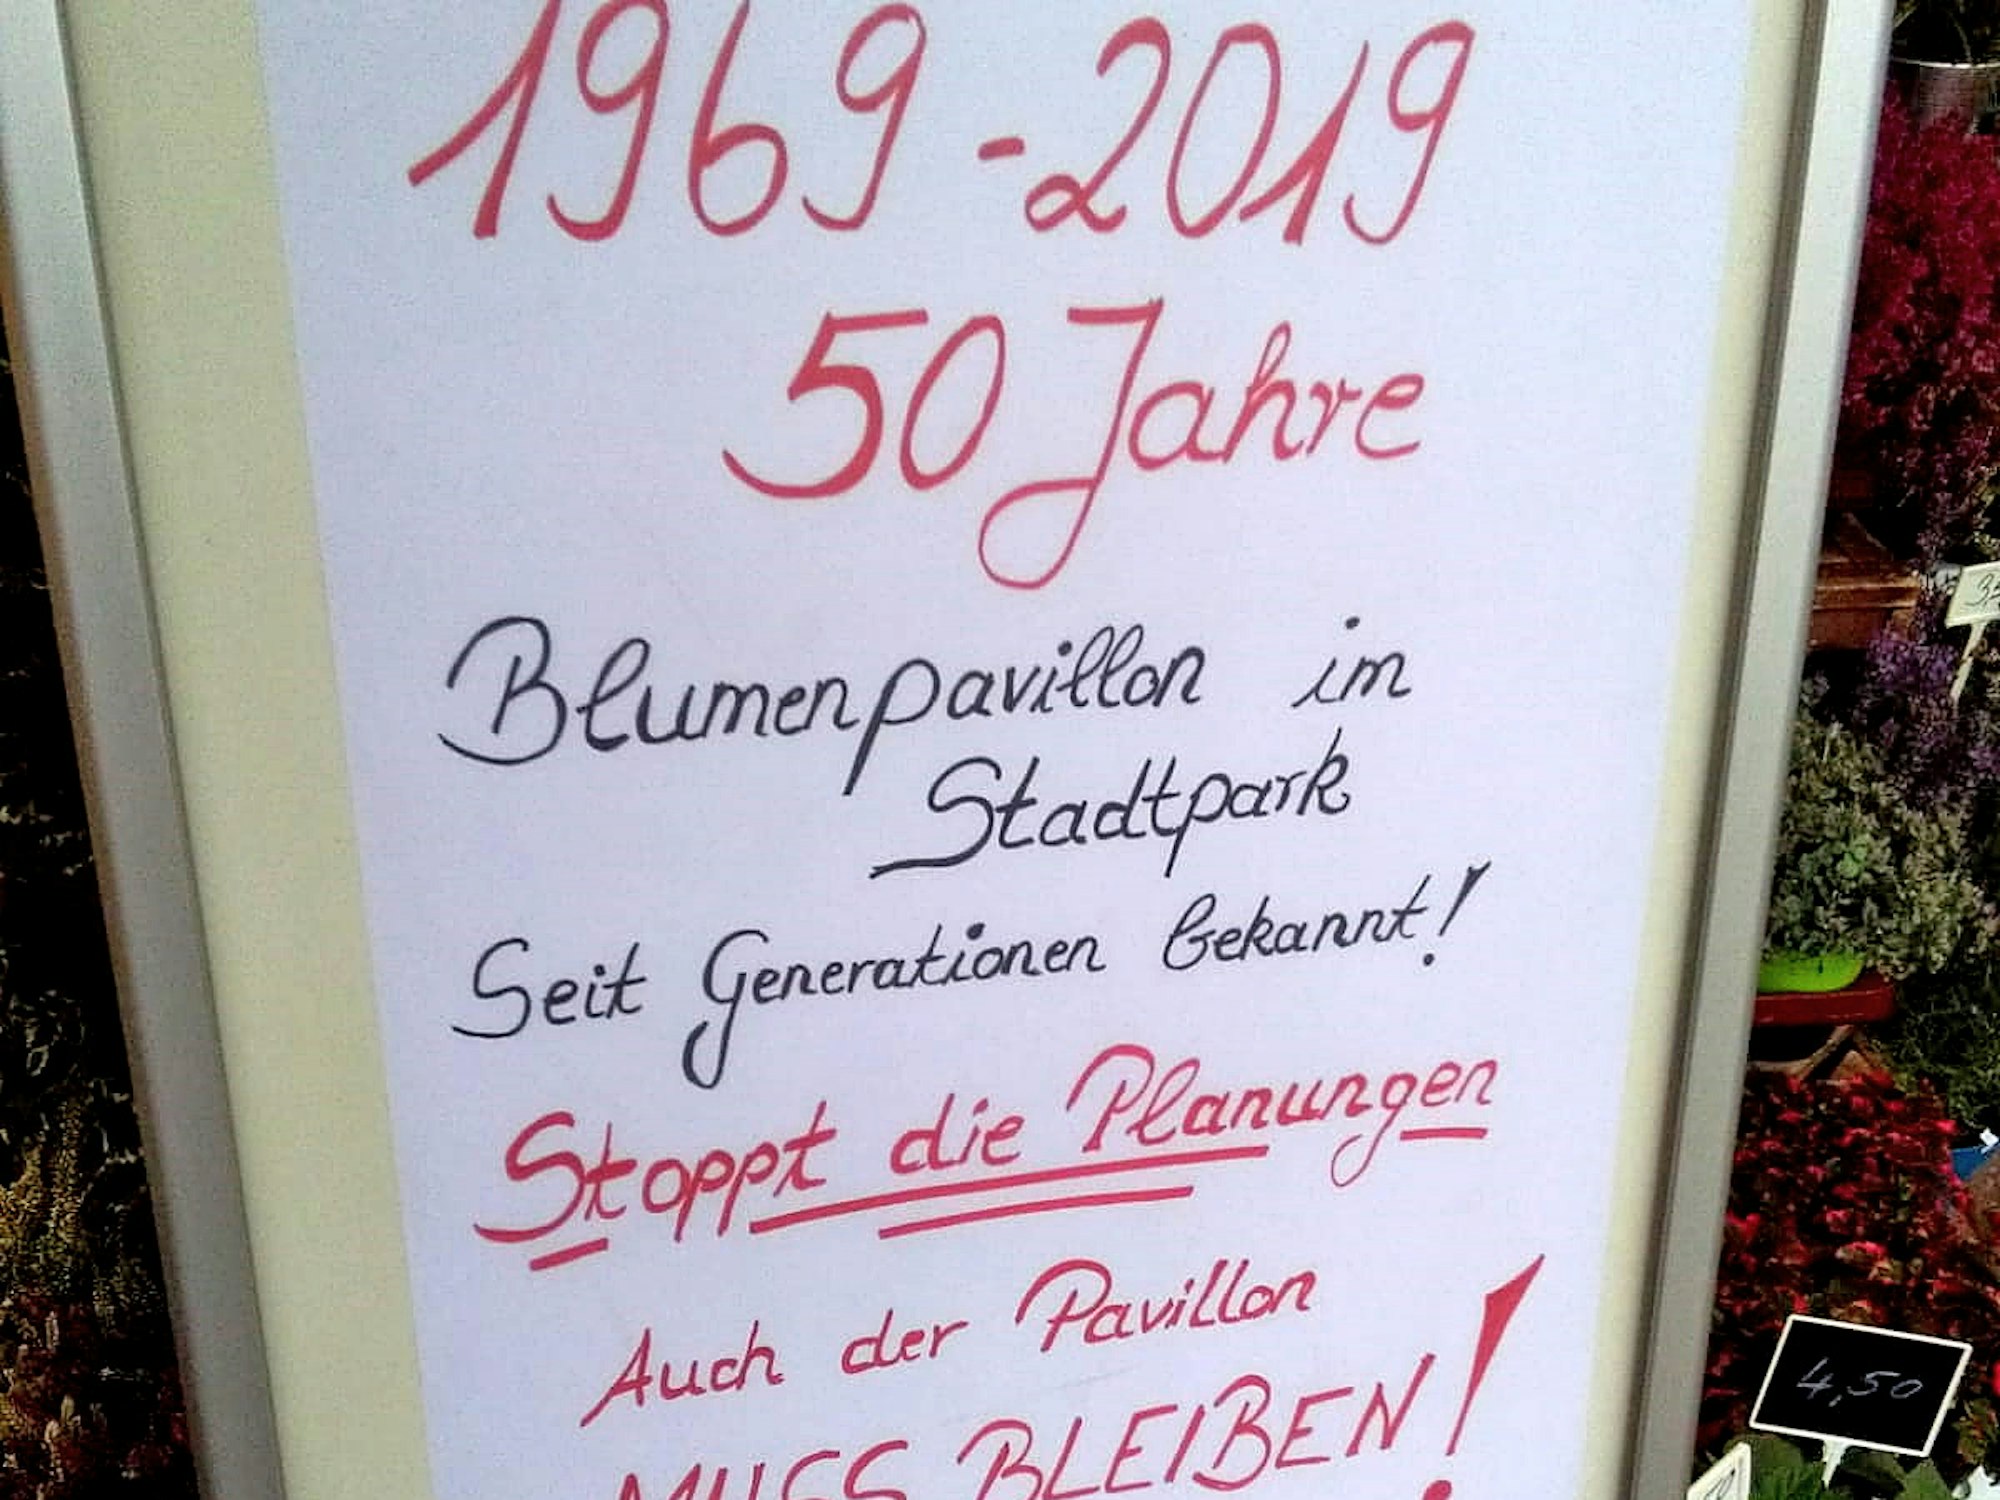 1969-2019
50 Jahre
Blumenpavillon im
Stadtpark
Seit Generationen bekannt!
Stoppt die Planungen
Auch der Pavillon
MUSS BLEIBEN!
4,50